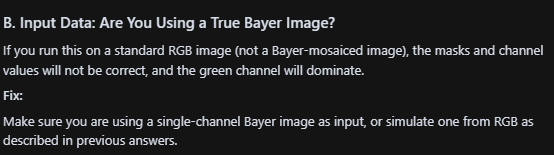 B. Input Data: Are You Using a True Bayer Image?
If you run this on a standard RGB image (not a Bayer-mosaiced image), the masks and channel
values will not be correct, and the green channel will dominate.
Fix:
Make sure you are using a single-channel Bayer image as input, or simulate one from RGB as
described in previous answers.